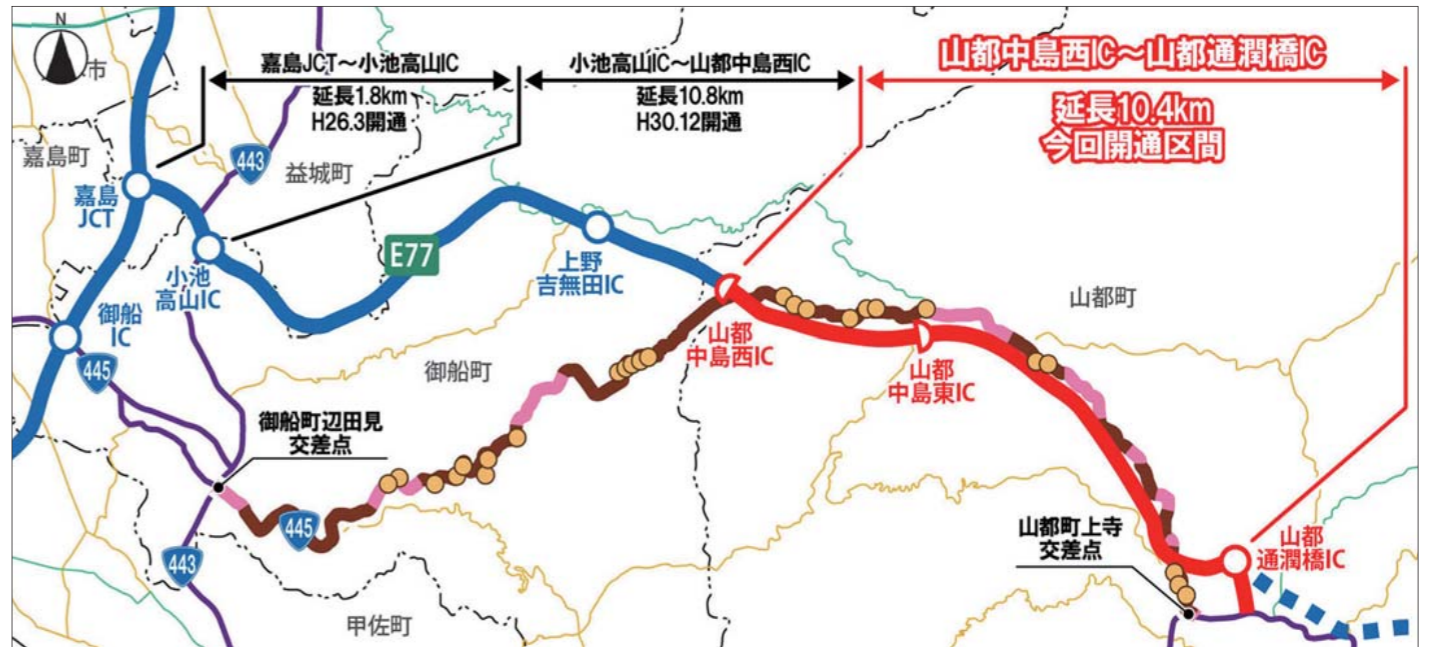 N
市
嘉島JCT〜小池高山IC
延長1.8km
H26.3開通
小池高山IC〜山都中島西IC
延長10.8km
H30.12開通
山都中島西IC〜山都通潤橋IC
延長10.4km
今回開通区間
嘉島町
443
益城町
嘉島
JCT
小池
高山IC
E77
上野
吉無田IC
山都町
御船
IC
445
御船町
山都
中島西IC
山都
中島東IC
御船町辺田見
交差点
445
443
甲佐町
山都町上寺
交差点
山都
通潤橋IC